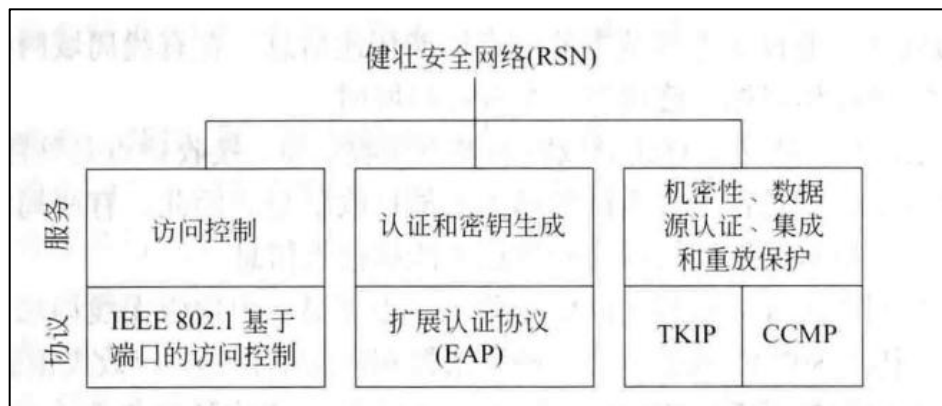 健壮安全网络(RSN)
服务
访问控制
认证和密钥生成
机密性、数据
源认证、集成
和重放保护
协议
IEEE 802.1 基于
端口的访问控制
扩展认证协议
(EAP)
TKIP
CCMP